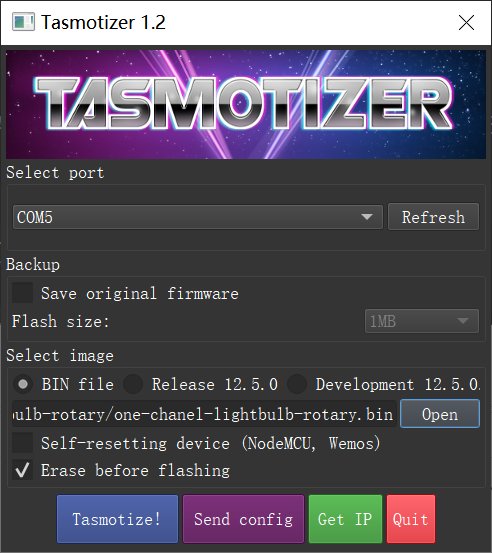 Tasmotizer 1.2
TASMOTIZER
Select port
COM5 Refresh
Backup
Save original firmware
Flash size: 1MB
Select image
BIN file Release 12.5.0 Development 12.5.0.
ulb-rotary/one-chanel-lightbulb-rotary.bin Open
Self-resetting device (NodeMCU, Wemos)
Erase before flashing
Tasmotize! Send config Get IP Quit